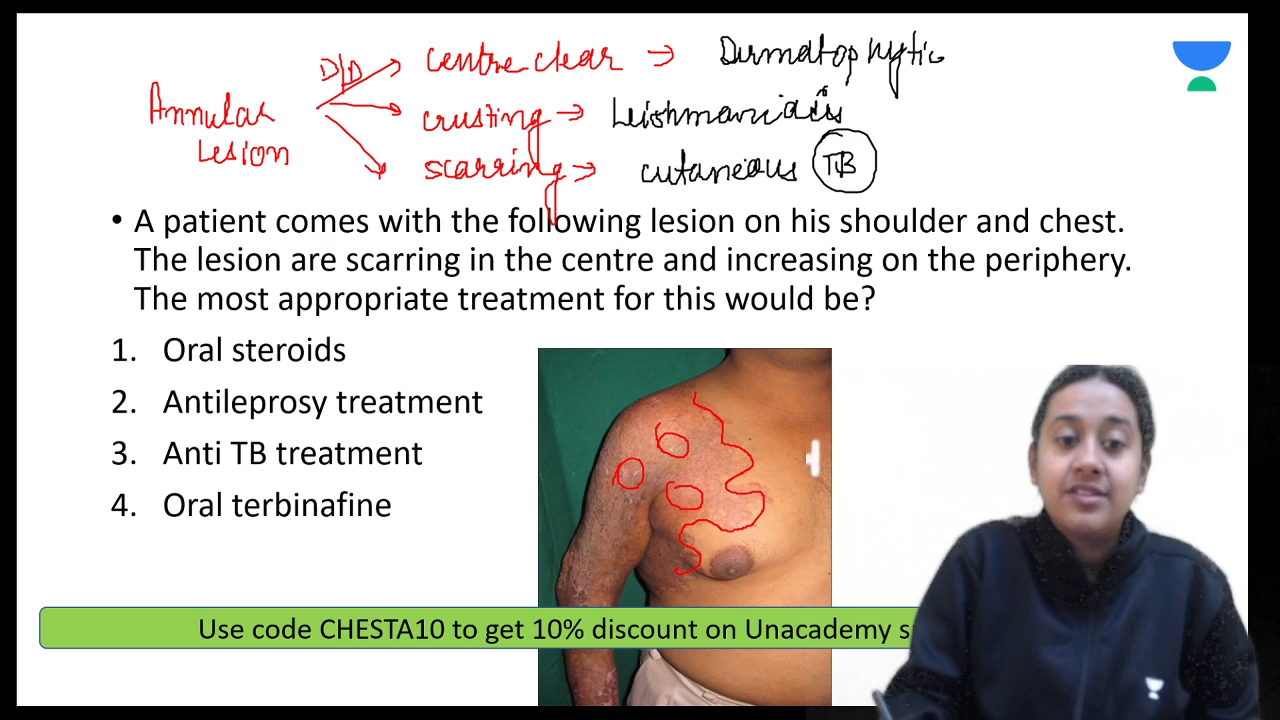 D/D
centre clear → Dermatophytic
Annular
Lesion
crusting → Leishmaniasis
scarring → cutaneous TB
• A patient comes with the following lesion on his shoulder and chest.
The lesion are scarring in the centre and increasing on the periphery.
The most appropriate treatment for this would be?
1. Oral steroids
2. Antileprosy treatment
3. Anti TB treatment
4. Oral terbinafine
Use code CHESTA10 to get 10% discount on Unacademy s